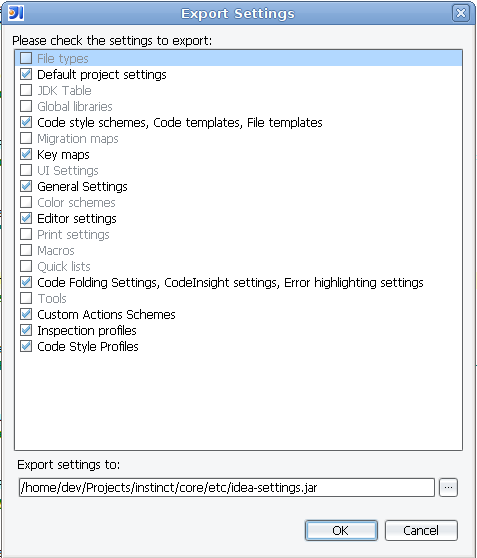 Export Settings
Please check the settings to export:
File types
Default project settings
JDK Table
Global libraries
Code style schemes, Code templates, File templates
Migration maps
Key maps
UI Settings
General Settings
Color schemes
Editor settings
Print settings
Macros
Quick lists
Code Folding Settings, CodeInsight settings, Error highlighting settings
Tools
Custom Actions Schemes
Inspection profiles
Code Style Profiles
Export settings to:
/home/dev/Projects/instinct/core/etc/idea-settings.jar
...
OK
Cancel